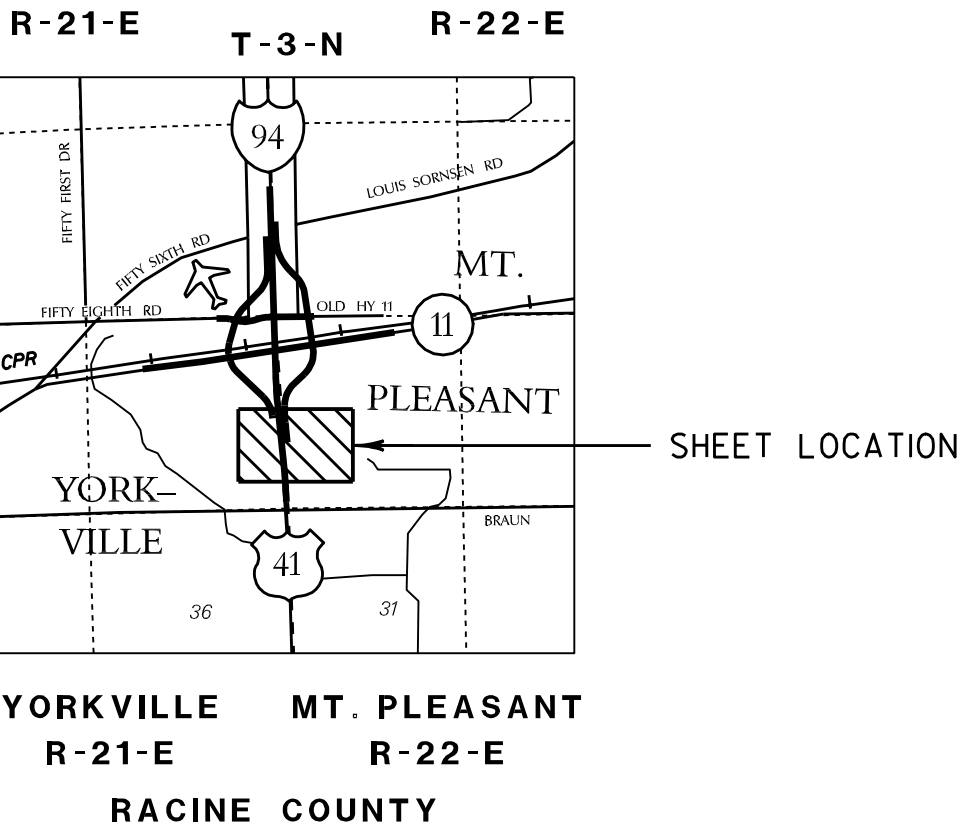 R-21-E
T-3-N
R-22-E
94
FIFTY FIRST DR
LOUIS SORNSEN RD
FIFTY SIXTH RD
MT.
FIFTY EIGHTH RD
OLD HY 11
11
CPR
PLEASANT
SHEET LOCATION
YORK–
VILLE
BRAUN
41
36
31
YORKVILLE
MT. PLEASANT
R-21-E
R-22-E
RACINE COUNTY